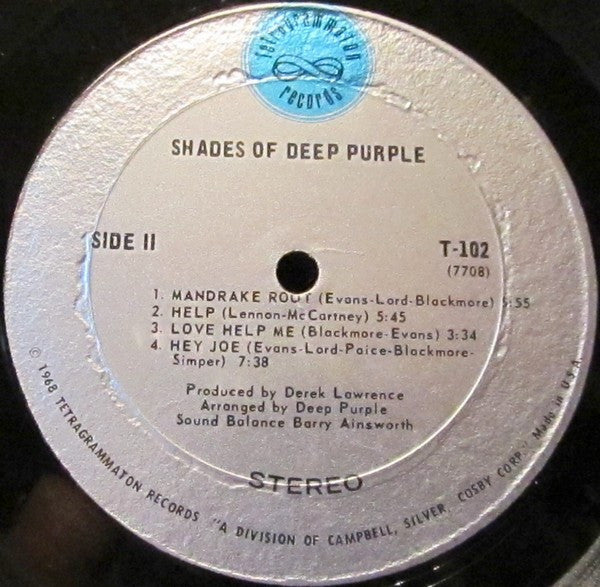 tetragrammaton
records
SHADES OF DEEP PURPLE
SIDE II
T-102
(7708)
1. MANDRAKE ROOT (Evans-Lord-Blackmore) 5:55
2. HELP (Lennon-McCartney) 5:45
3. LOVE HELP ME (Blackmore-Evans) 3:34
4. HEY JOE (Evans-Lord-Paice-Blackmore-
Simper) 7:38
Produced by Derek Lawrence
Arranged by Deep Purple
Sound Balance Barry Ainsworth
STEREO
© 1968 TETRAGRAMMATON RECORDS "A DIVISION OF CAMPBELL, SILVER, COSBY CORP." Made in U.S.A.